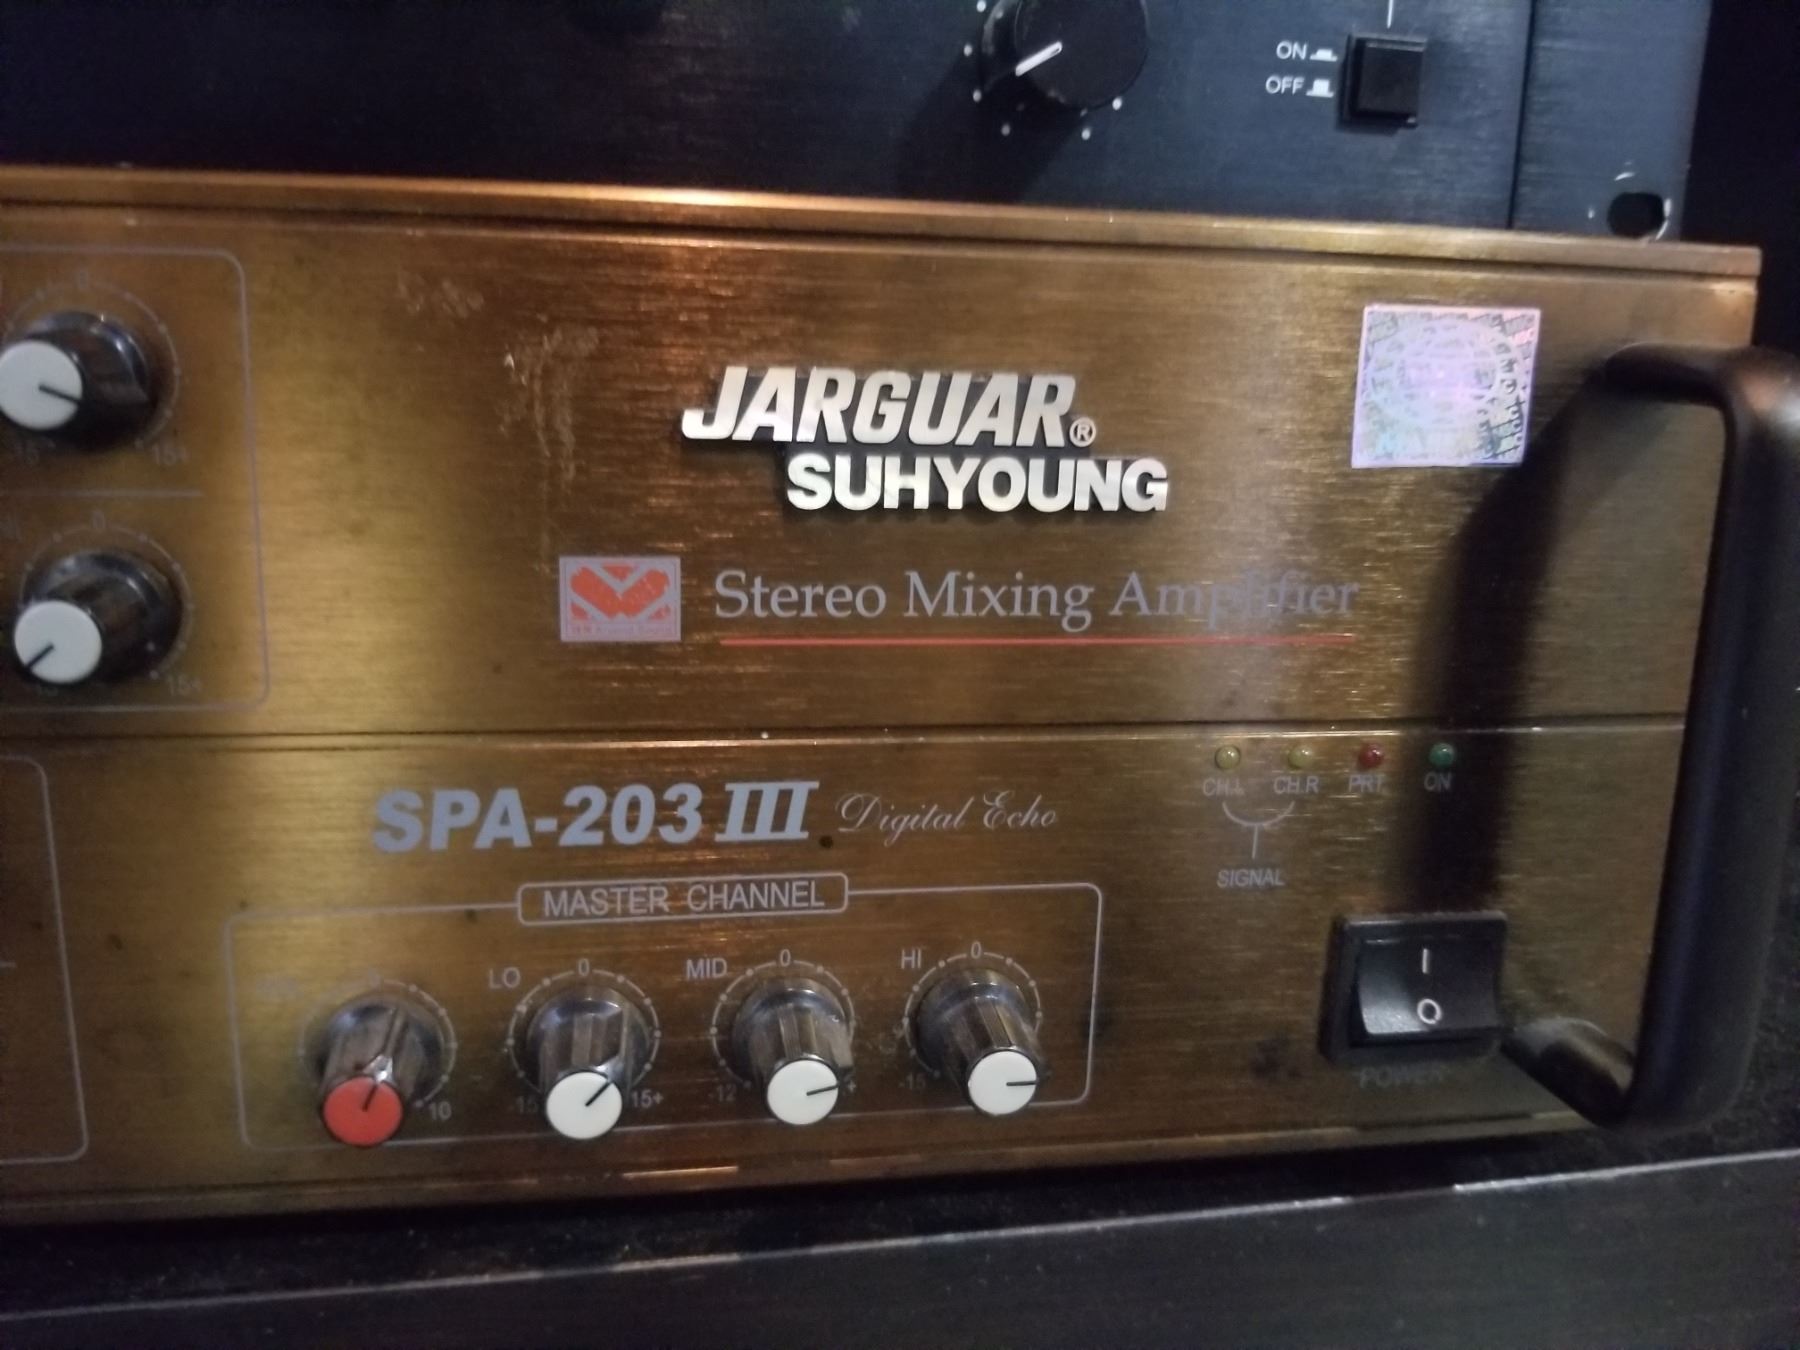 ON
OFF
JARGUAR®
SUHYOUNG
Stereo Mixing Amplifier
0
15+
0
15+
SPA-203 III Digital Echo
CH.L CH.R PRT ON
SIGNAL
MASTER CHANNEL
LO 0
MID 0
HI 0
10
-15 15+
-12 +
-15
I
O
POWER